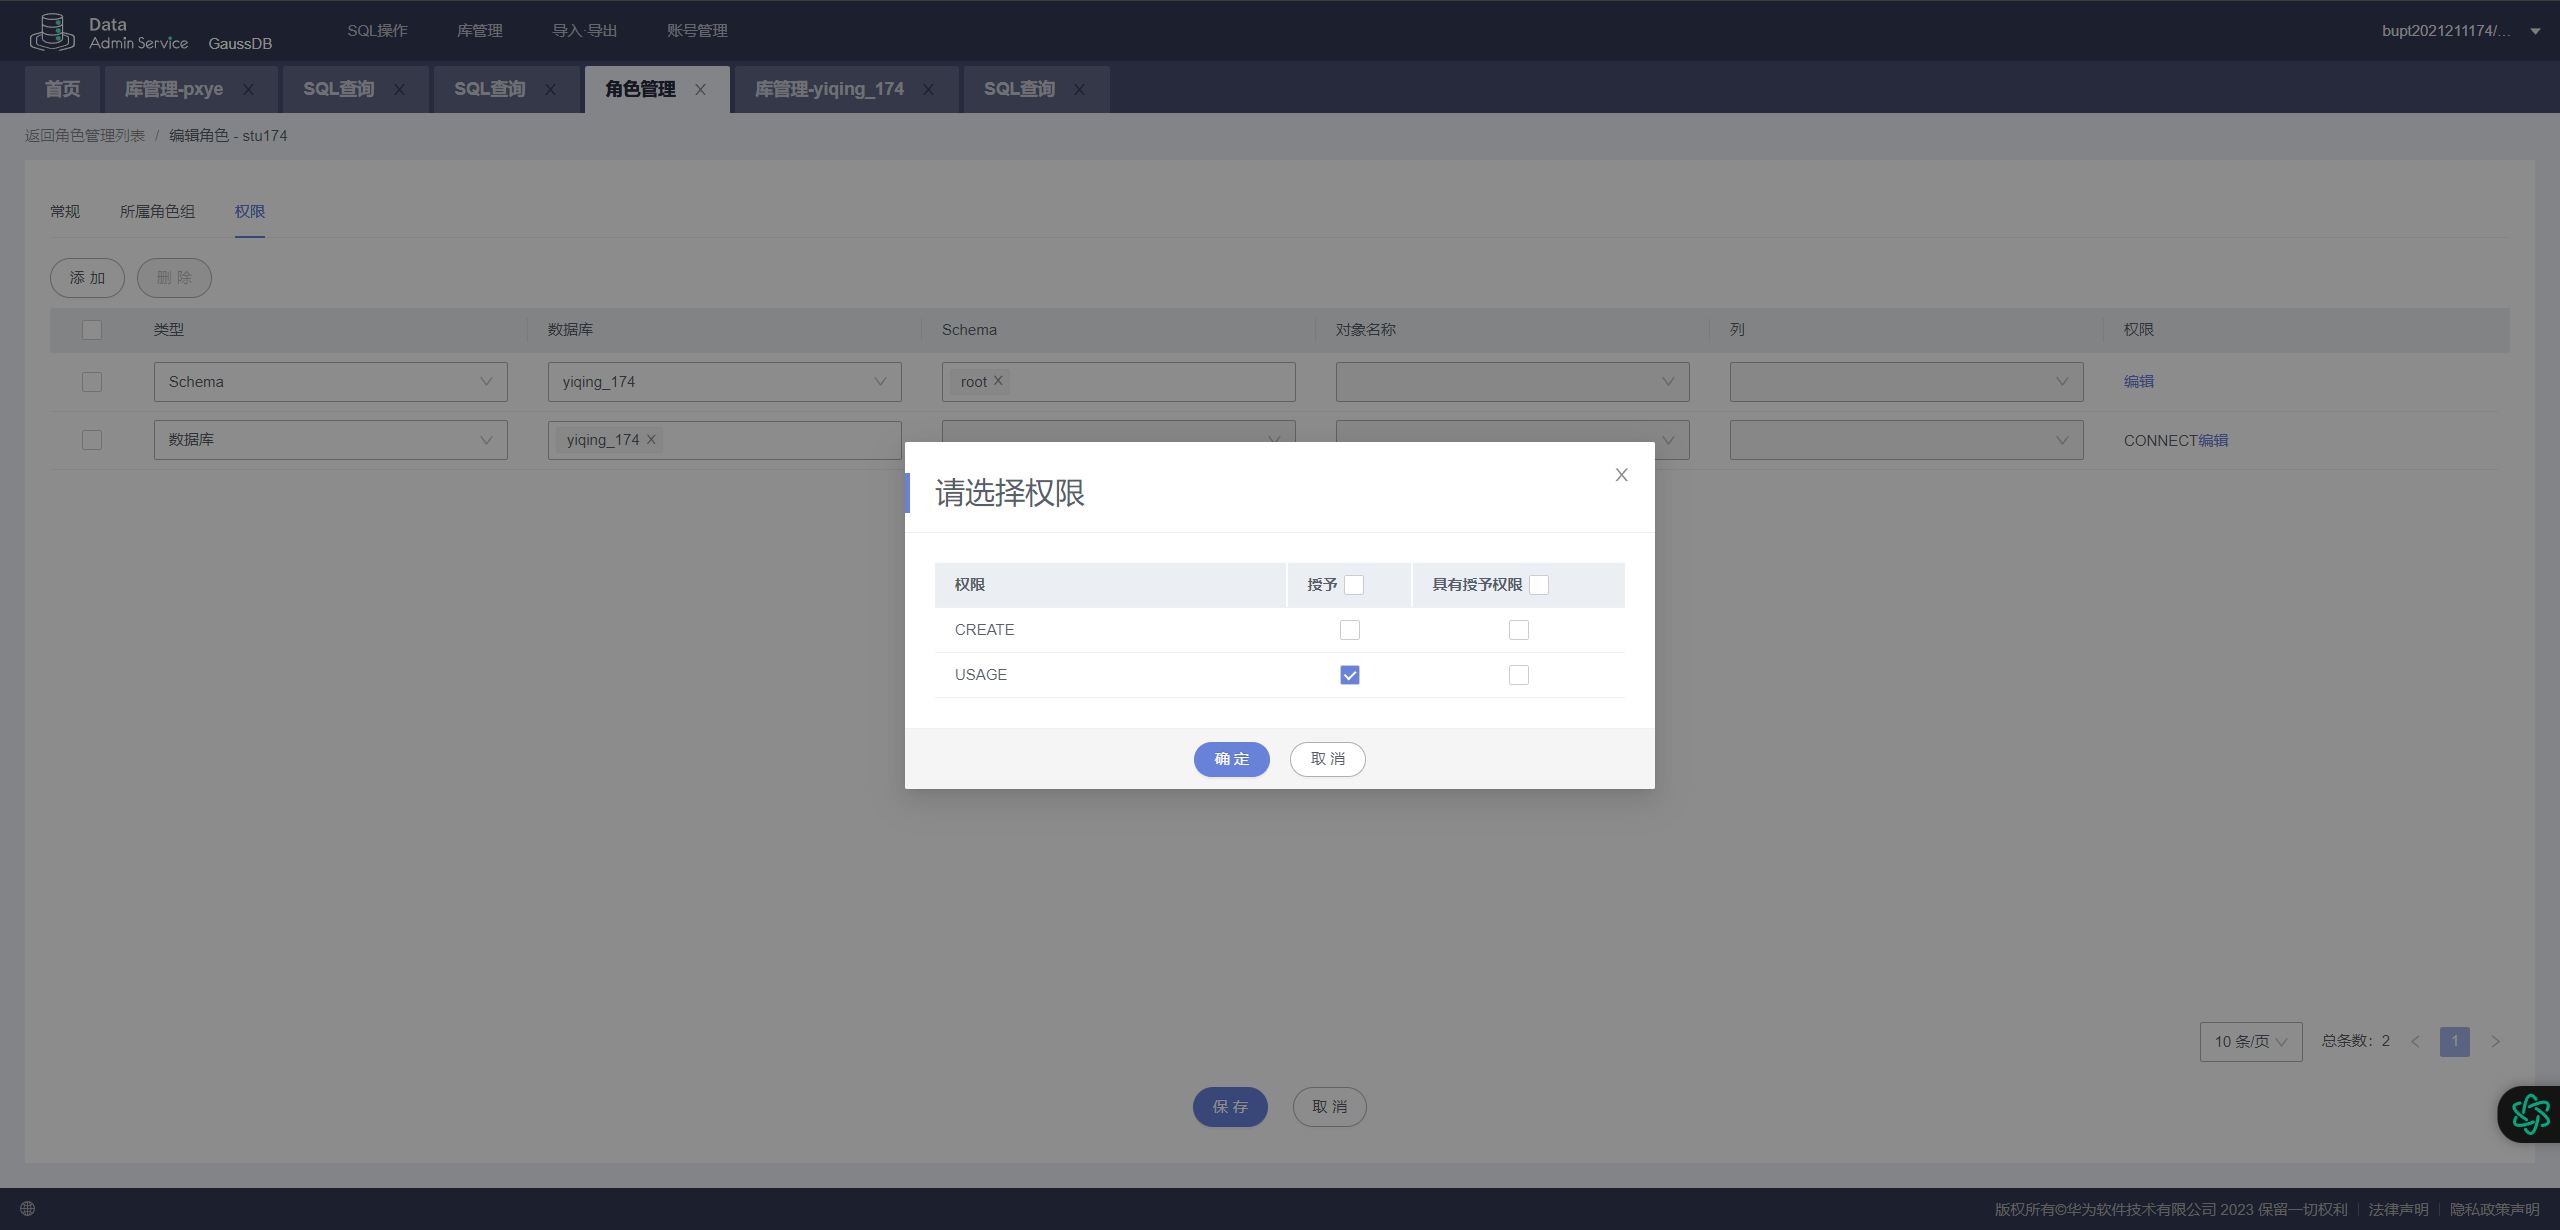 Data
Admin Service GaussDB SQL操作 库管理 导入·导出 账号管理 bupt2021211174/...
首页 库管理-pxye SQL查询 SQL查询 角色管理 库管理-yiqing_174 SQL查询
返回角色管理列表 / 编辑角色 - stu174
常规 所属角色组 权限
添加 删除
类型 数据库 Schema 对象名称 列 权限
Schema yiqing_174 root 编辑
数据库 yiqing_174 CONNECT编辑
请选择权限
权限 授予 具有授予权限
CREATE
USAGE
确定 取消
10 条/页 总条数: 2 1
保存 取消
版权所有©华为软件技术有限公司 2023 保留一切权利 | 法律声明 | 隐私政策声明